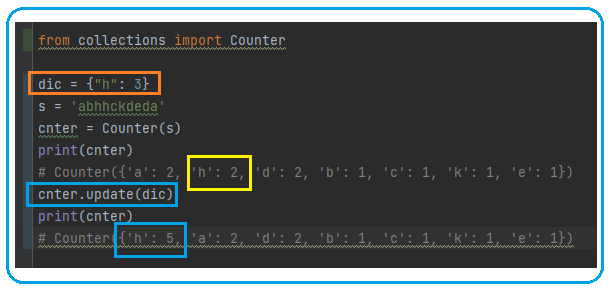 from collections import Counter
dic = {"h": 3}
s = 'abhhckdeda'
cnter = Counter(s)
print(cnter)
# Counter({'a': 2, 'h': 2, 'd': 2, 'b': 1, 'c': 1, 'k': 1, 'e': 1})
cnter.update(dic)
print(cnter)
# Counter({'h': 5, 'a': 2, 'd': 2, 'b': 1, 'c': 1, 'k': 1, 'e': 1})